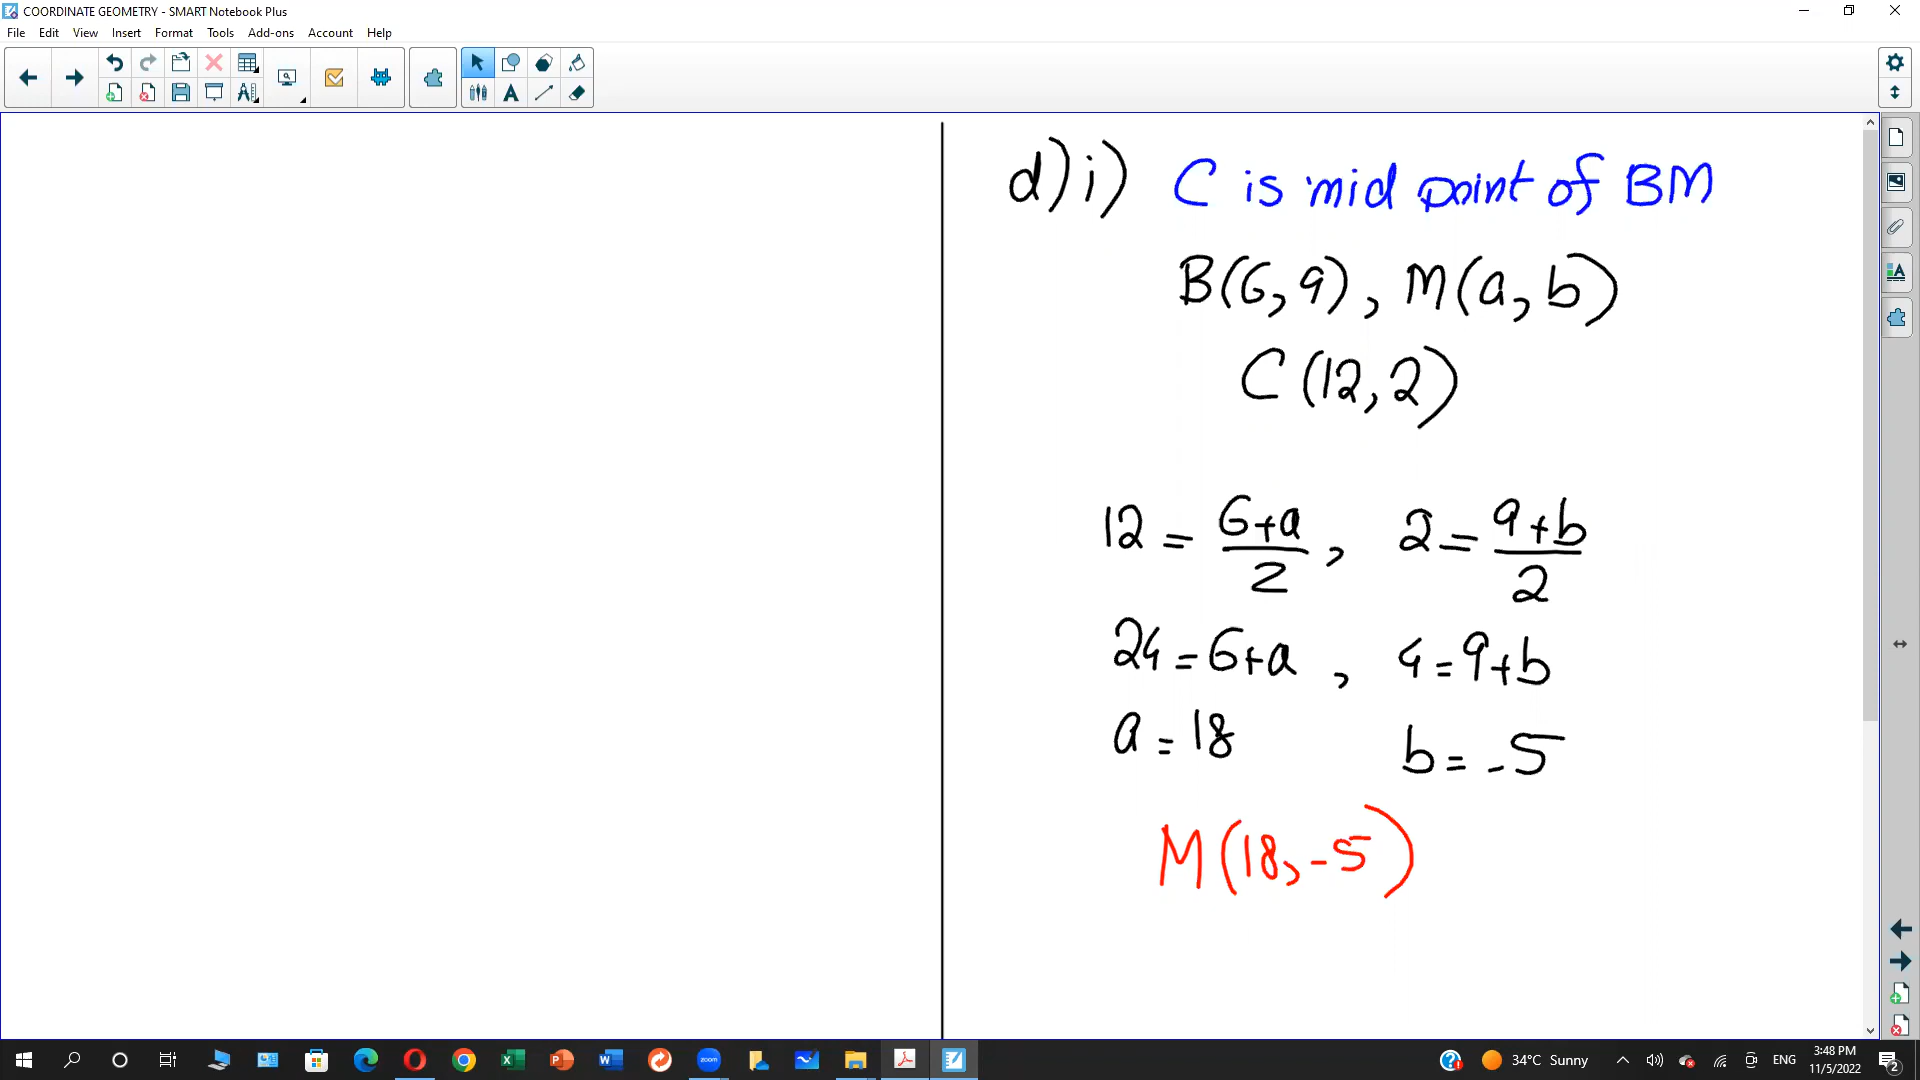 COORDINATE GEOMETRY - SMART Notebook Plus
File Edit View Insert Format Tools Add-ons Account Help
d) i) C is mid point of BM
B(6,9), M(a,b)
C(12,2)
12 = 6+a/2, 2 = 9+b/2
24 = 6+a, 4 = 9+b
a = 18 b = -5
M(18,-5)
zoom 34°C Sunny ENG 3:48 PM
11/5/2022 2